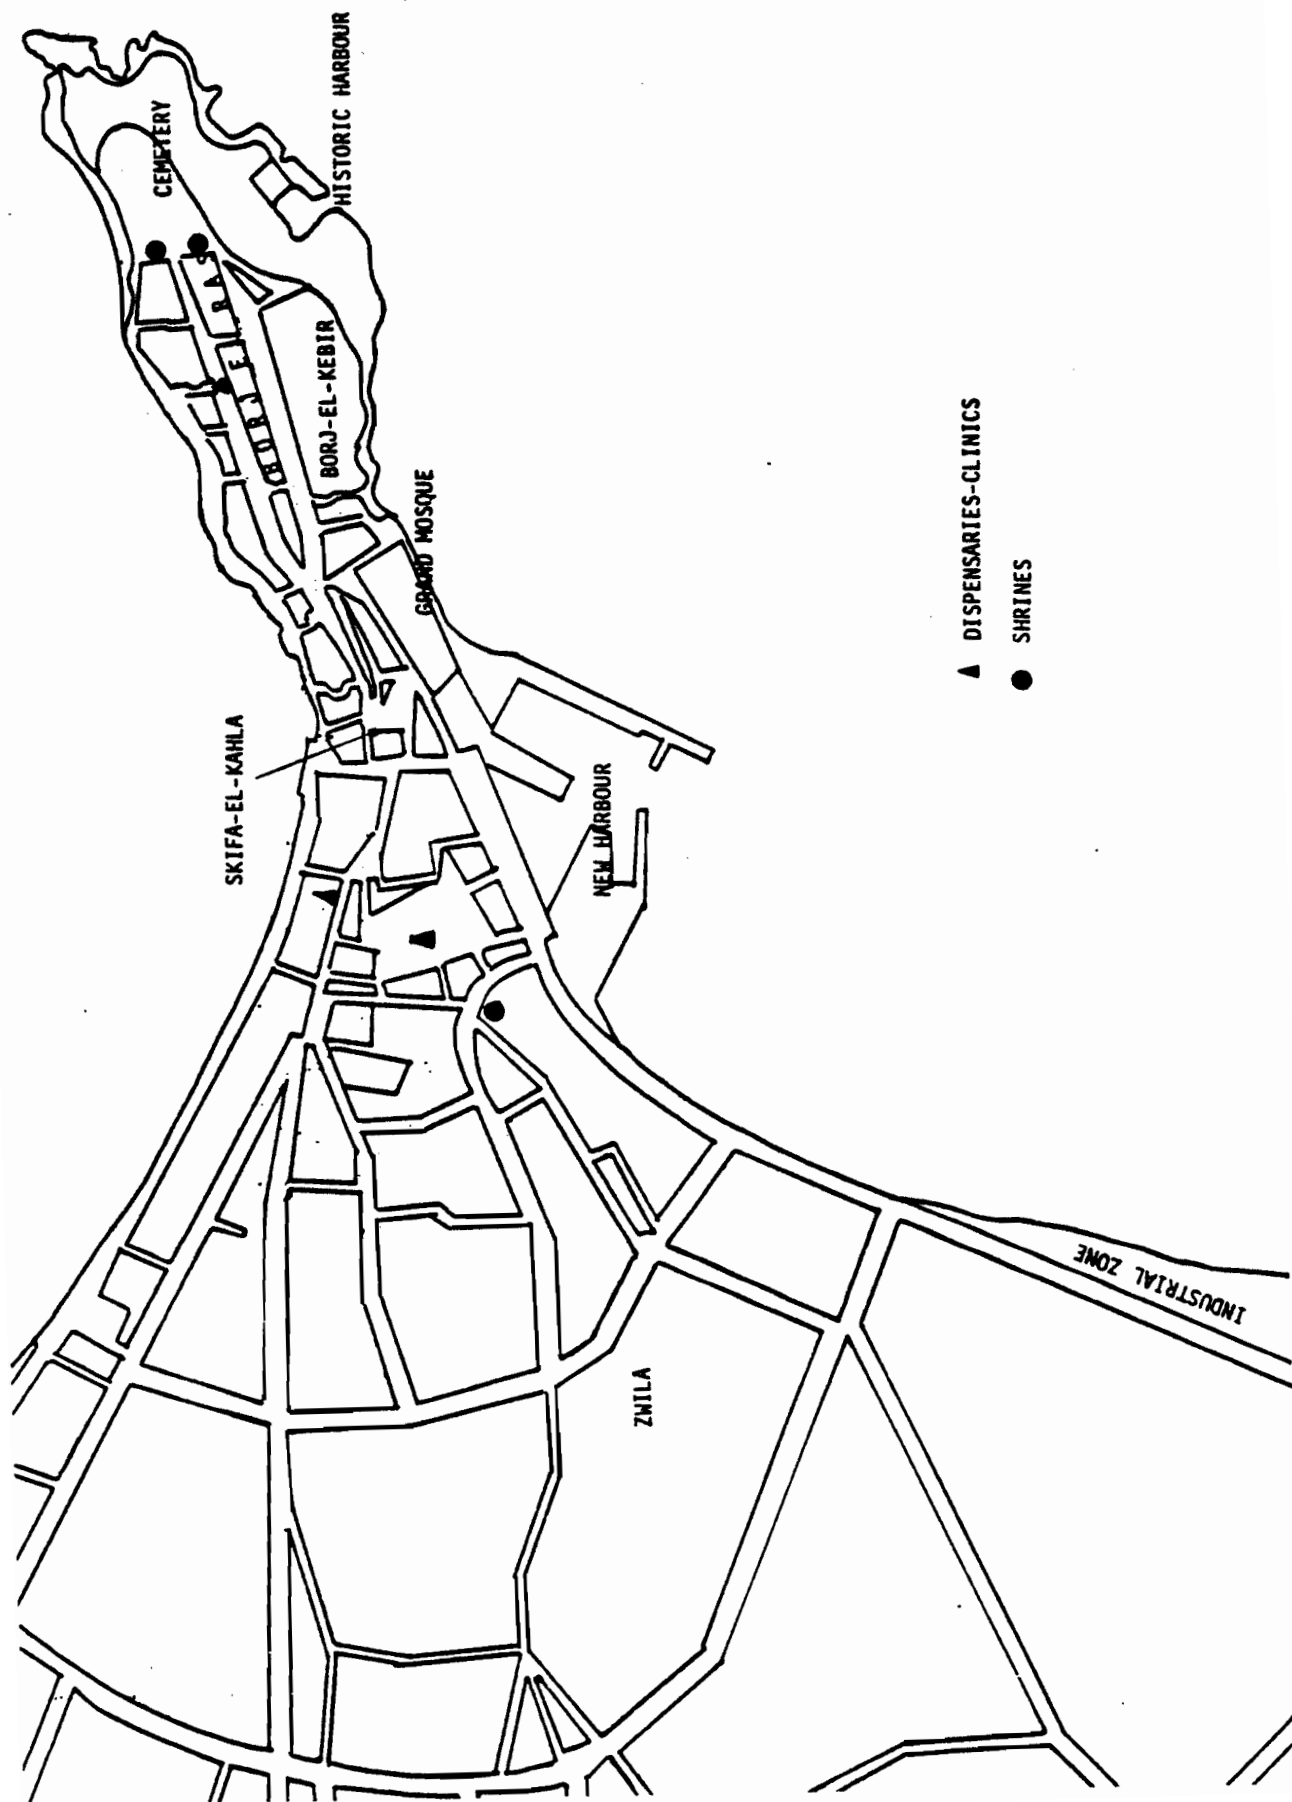 HISTORIC HARBOUR
CEMETERY
BORJ EL RAS
BORJ-EL-KEBIR
GRAND MOSQUE
SKIFA-EL-KAHLA
NEW HARBOUR
ZWILA
INDUSTRIAL ZONE
DISPENSARIES-CLINICS
SHRINES